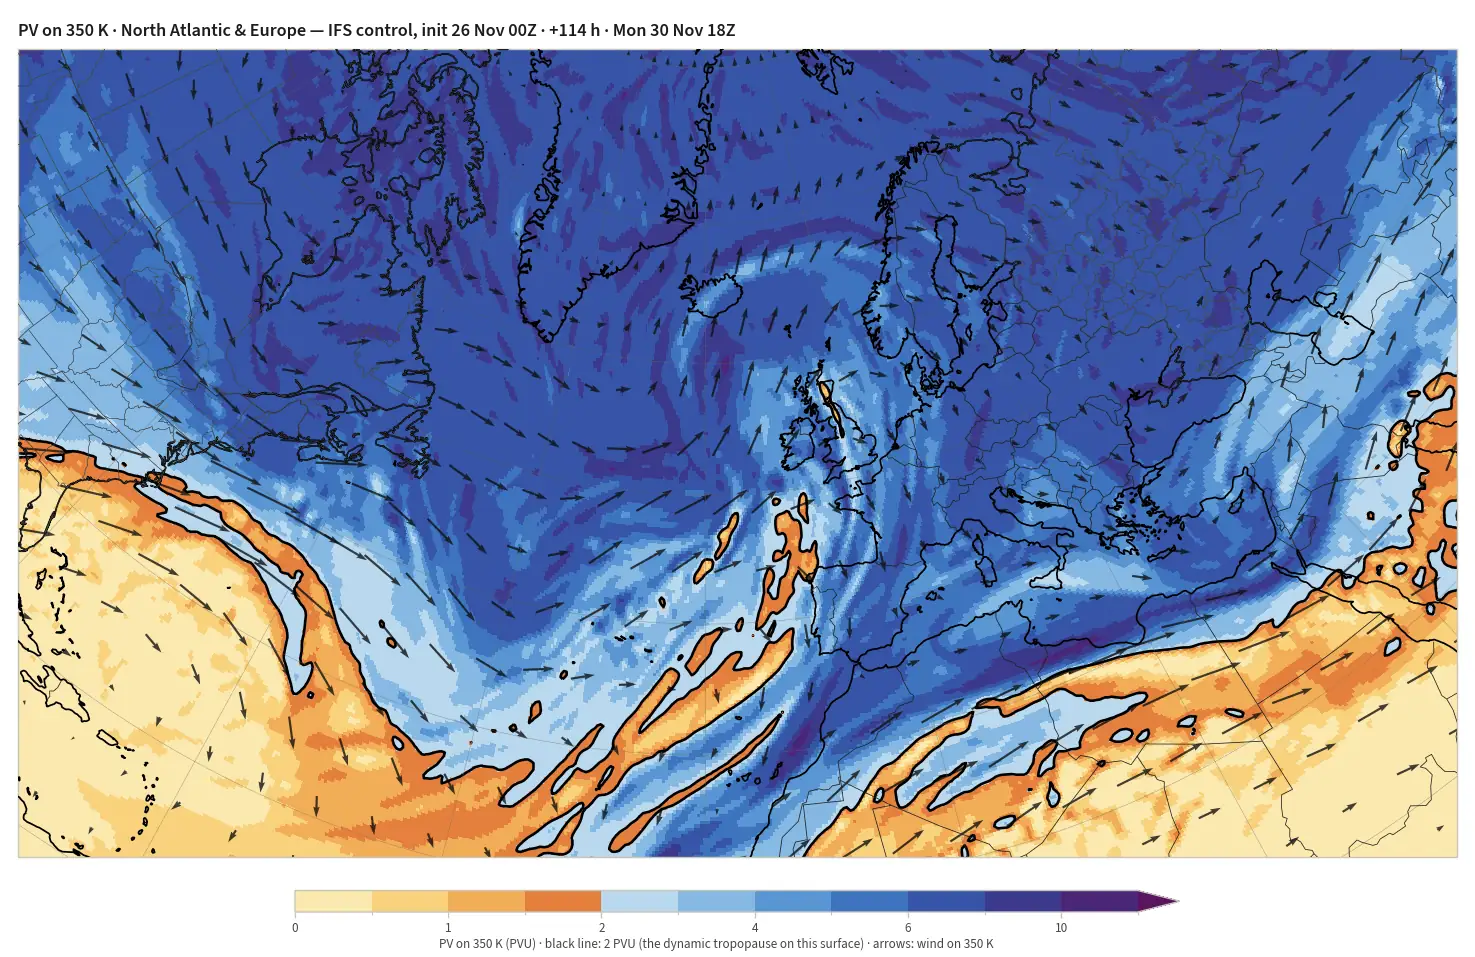 PV on 350 K · North Atlantic & Europe — IFS control, init 26 Nov 00Z · +114 h · Mon 30 Nov 18Z
0 1 2 4 6 10
PV on 350 K (PVU) · black line: 2 PVU (the dynamic tropopause on this surface) · arrows: wind on 350 K